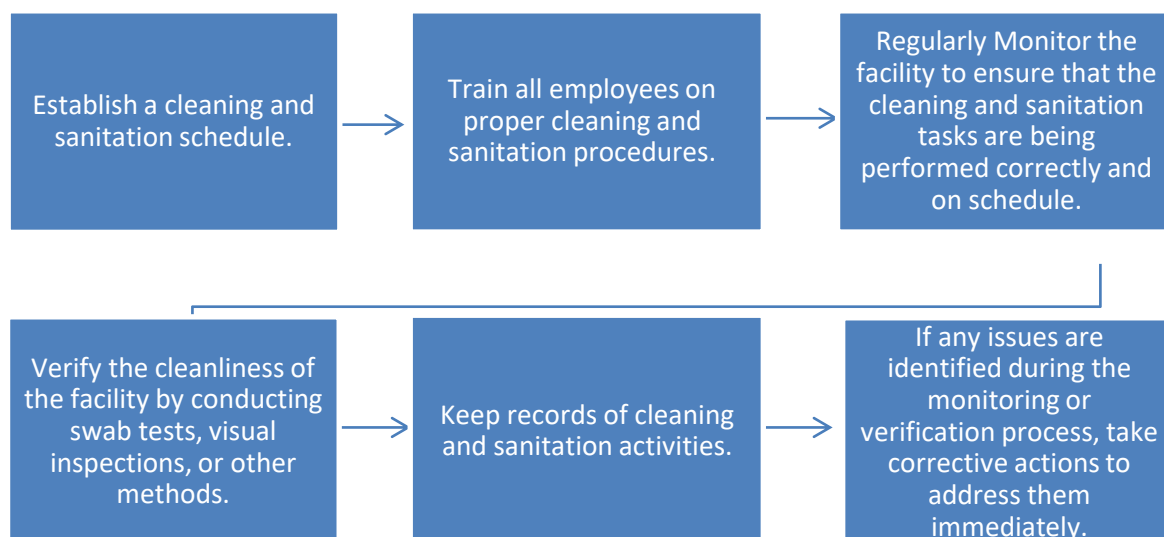 Establish a cleaning and
sanitation schedule.
Train all employees on
proper cleaning and
sanitation procedures.
Regularly Monitor the
facility to ensure that the
cleaning and sanitation
tasks are being
performed correctly and
on schedule.
Verify the cleanliness of
the facility by conducting
swab tests, visual
inspections, or other
methods.
Keep records of cleaning
and sanitation activities.
If any issues are
identified during the
monitoring or
verification process, take
corrective actions to
address them
immediately.